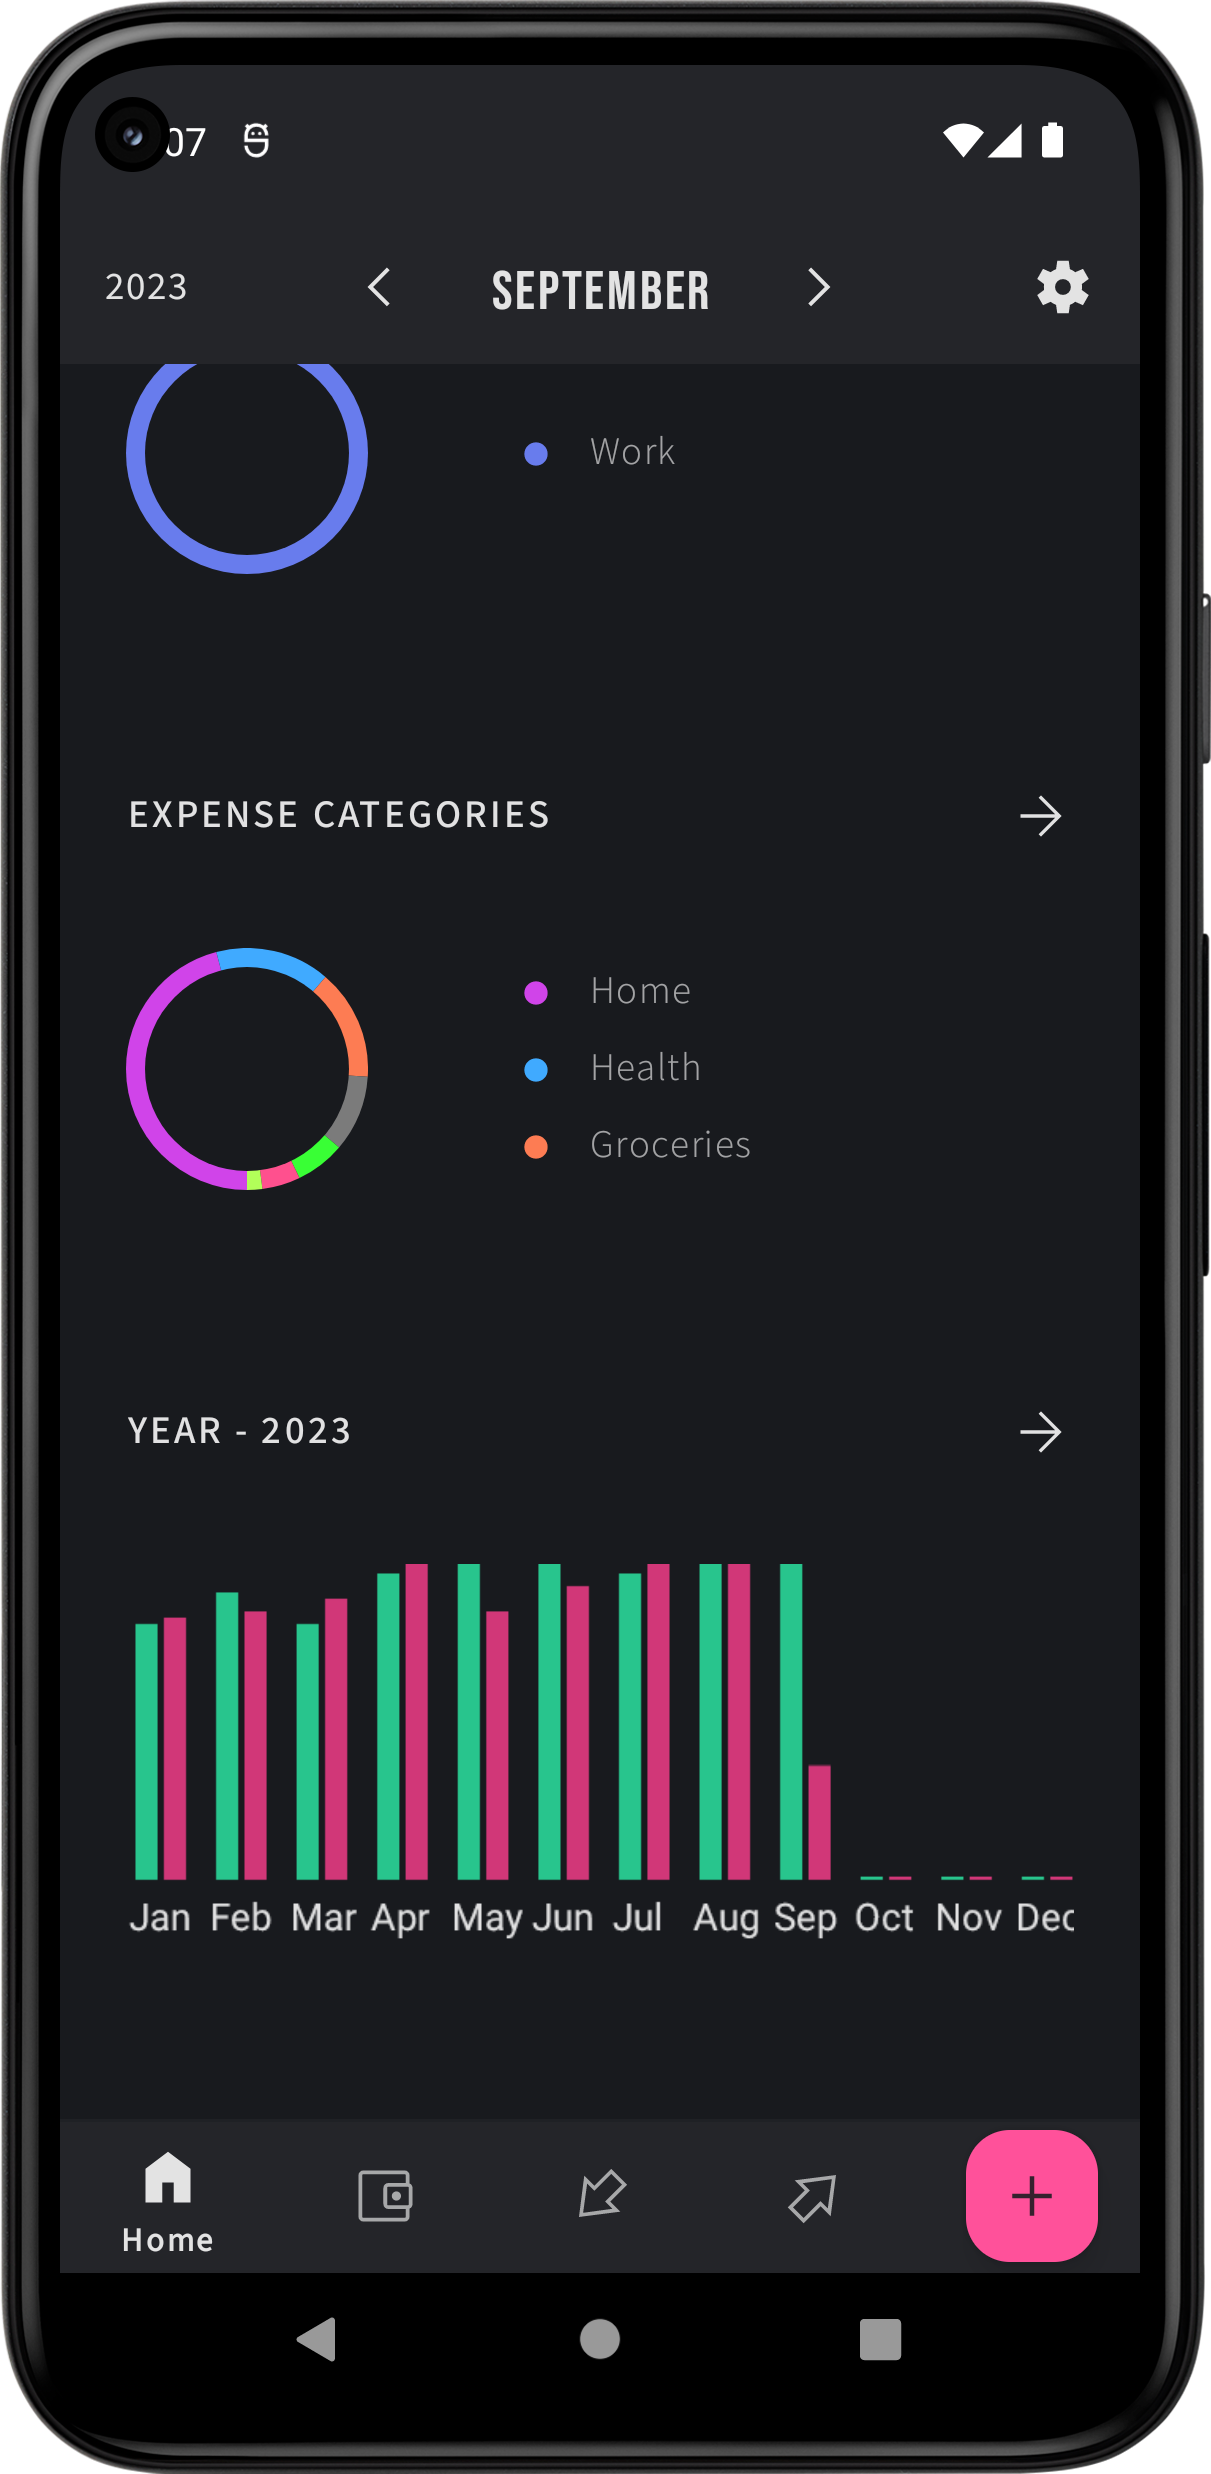 07
2023 SEPTEMBER
Work
EXPENSE CATEGORIES
Home
Health
Groceries
YEAR - 2023
Jan Feb Mar Apr May Jun Jul Aug Sep Oct Nov Dec
Home